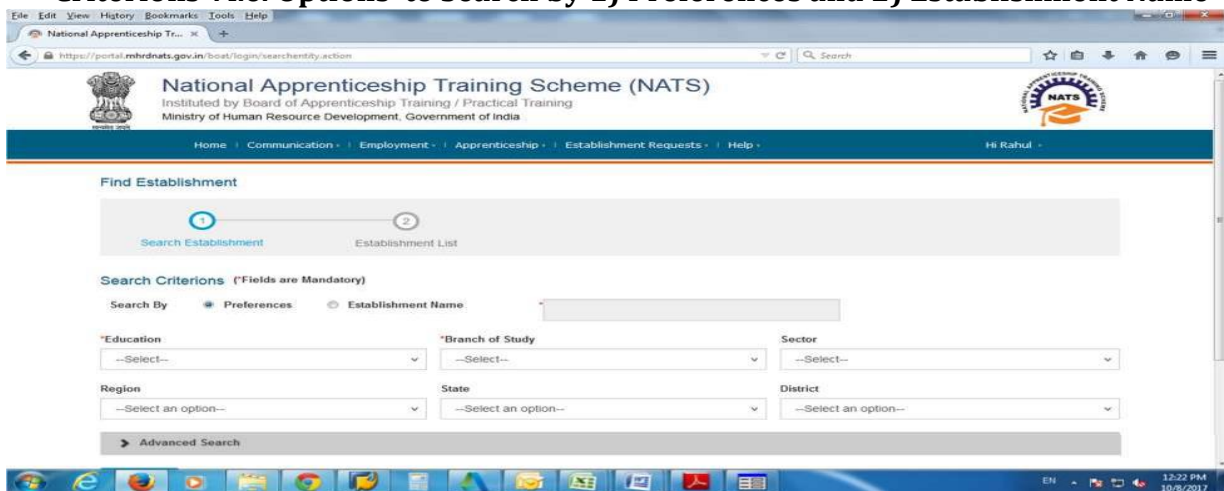 Criterions viz. Options to Search by 1) Preferences and 2) Establishment Name
File Edit View History Bookmarks Tools Help
National Apprenticeship Tr... × +
https://portal.mhrdnats.gov.in/boat/login/searchentity.action
Search
National Apprenticeship Training Scheme (NATS)
Instituted by Board of Apprenticeship Training / Practical Training
Ministry of Human Resource Development, Government of India
NATS
Home Communication Employment Apprenticeship Establishment Requests Help Hi Rahul
Find Establishment
1 2
Search Establishment Establishment List
Search Criterions (*Fields are Mandatory)
Search By Preferences Establishment Name *
*Education *Branch of Study Sector
--Select-- --Select-- --Select--
Region State District
--Select an option-- --Select an option-- --Select an option--
Advanced Search
EN 12:22 PM
10/8/2017